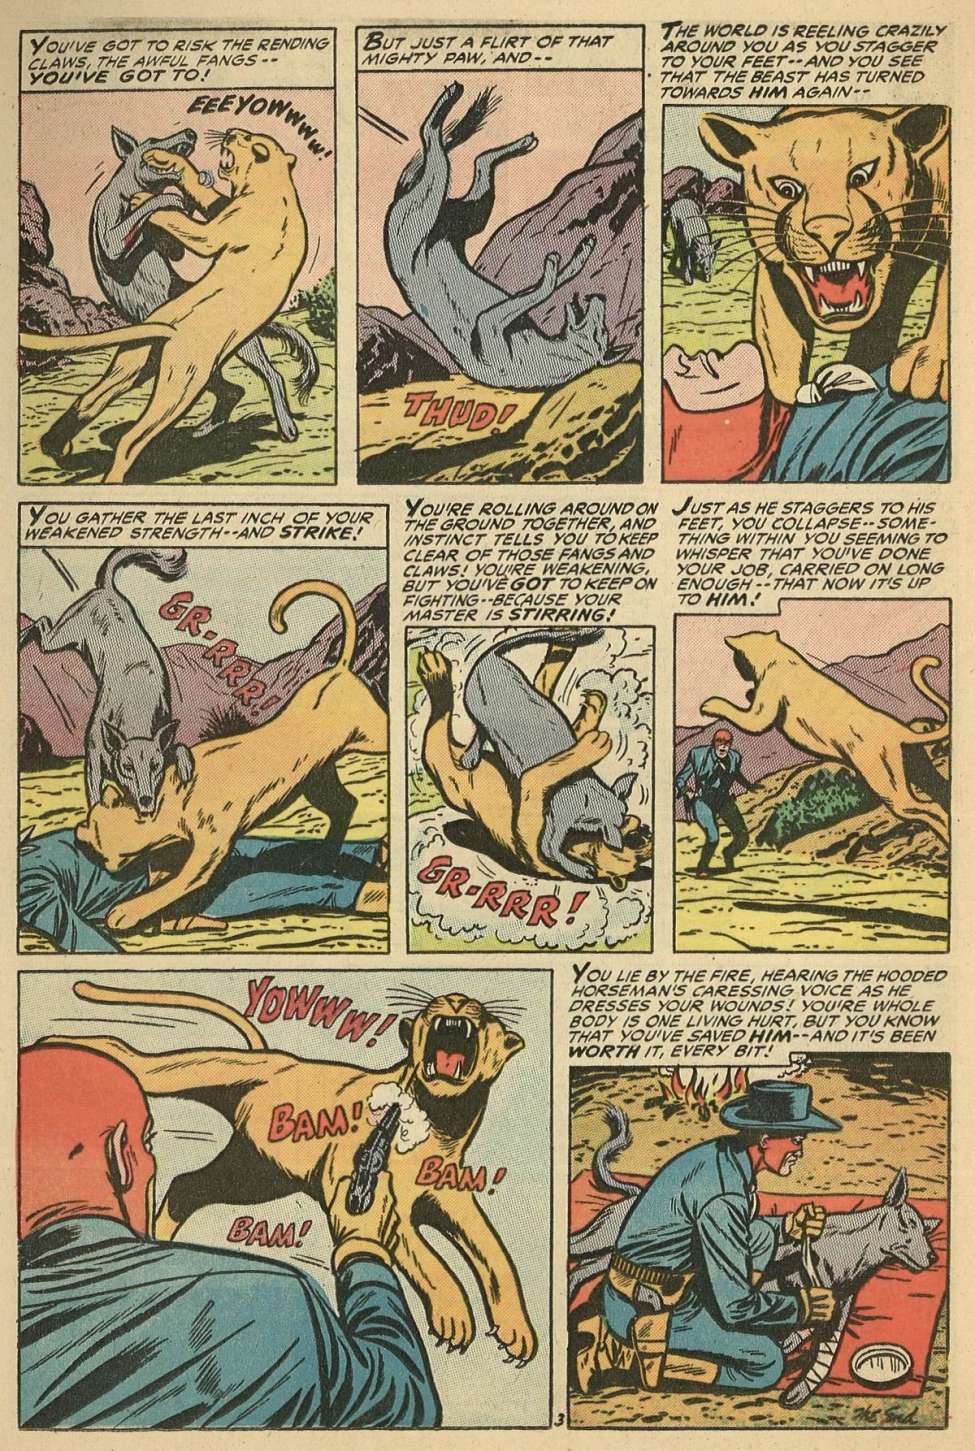 YOU'VE GOT TO RISK THE RENDING
CLAWS, THE AWFUL FANGS--
YOU'VE GOT TO!
EEEYOWWWW!
BUT JUST A FLIRT OF THAT
MIGHTY PAW, AND--
THUD!
THE WORLD IS REELING CRAZILY
AROUND YOU AS YOU STAGGER
TO YOUR FEET--AND YOU SEE
THAT THE BEAST HAS TURNED
TOWARDS HIM AGAIN--
YOU GATHER THE LAST INCH OF YOUR
WEAKENED STRENGTH--AND STRIKE!
GR-RRRR!
YOU'RE ROLLING AROUND ON
THE GROUND TOGETHER, AND
INSTINCT TELLS YOU TO KEEP
CLEAR OF THOSE FANGS AND
CLAWS! YOU'RE WEAKENING,
BUT YOU'VE GOT TO KEEP ON
FIGHTING--BECAUSE YOUR
MASTER IS STIRRING!
GR-RRR!
JUST AS HE STAGGERS TO HIS
FEET, YOU COLLAPSE--SOME-
THING WITHIN YOU SEEMING TO
WHISPER THAT YOU'VE DONE
YOUR JOB, CARRIED ON LONG
ENOUGH--THAT NOW IT'S UP
TO HIM!
YOWWW!
BAM!
BAM!
BAM!
3
YOU LIE BY THE FIRE, HEARING THE HOODED
HORSEMAN'S CARESSING VOICE AS HE
DRESSES YOUR WOUNDS! YOU'RE WHOLE
BODY IS ONE LIVING HURT, BUT YOU KNOW
THAT YOU'VE SAVED HIM--AND IT'S BEEN
WORTH IT, EVERY BIT!
THE END